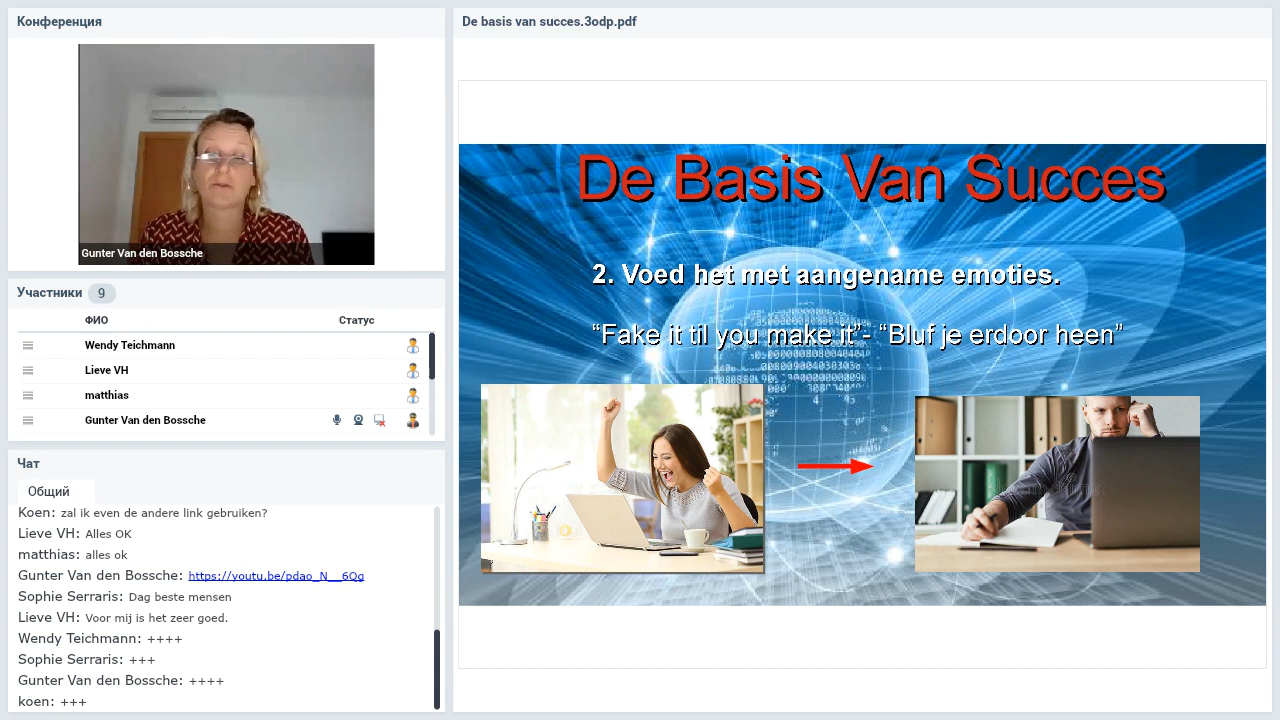 Конференция
Gunter Van den Bossche
Участники 9
ФИО Статус
Wendy Teichmann
Lieve VH
matthias
Gunter Van den Bossche
Чат
Общий
Koen: zal ik even de andere link gebruiken?
Lieve VH: Alles OK
matthias: alles ok
Gunter Van den Bossche: https://youtu.be/pdao_N__6Qg
Sophie Serraris: Dag beste mensen
Lieve VH: Voor mij is het zeer goed.
Wendy Teichmann: ++++
Sophie Serraris: +++
Gunter Van den Bossche: ++++
koen: +++
De basis van succes.3odp.pdf
De Basis Van Succes
2. Voed het met aangename emoties.
“Fake it til you make it”- “Bluf je erdoor heen”